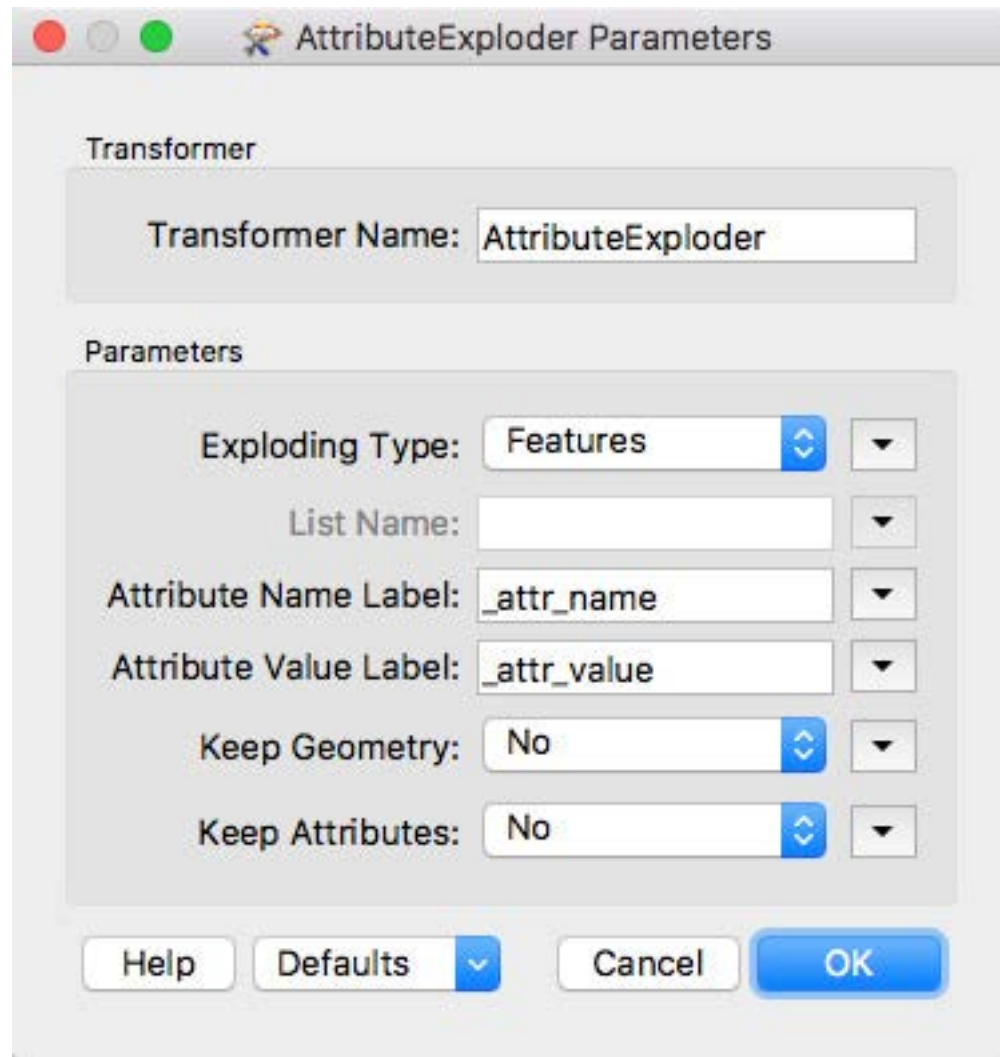 AttributeExploder Parameters
Transformer
Transformer Name: AttributeExploder
Parameters
Exploding Type: Features
List Name:
Attribute Name Label: _attr_name
Attribute Value Label: _attr_value
Keep Geometry: No
Keep Attributes: No
Help Defaults Cancel OK